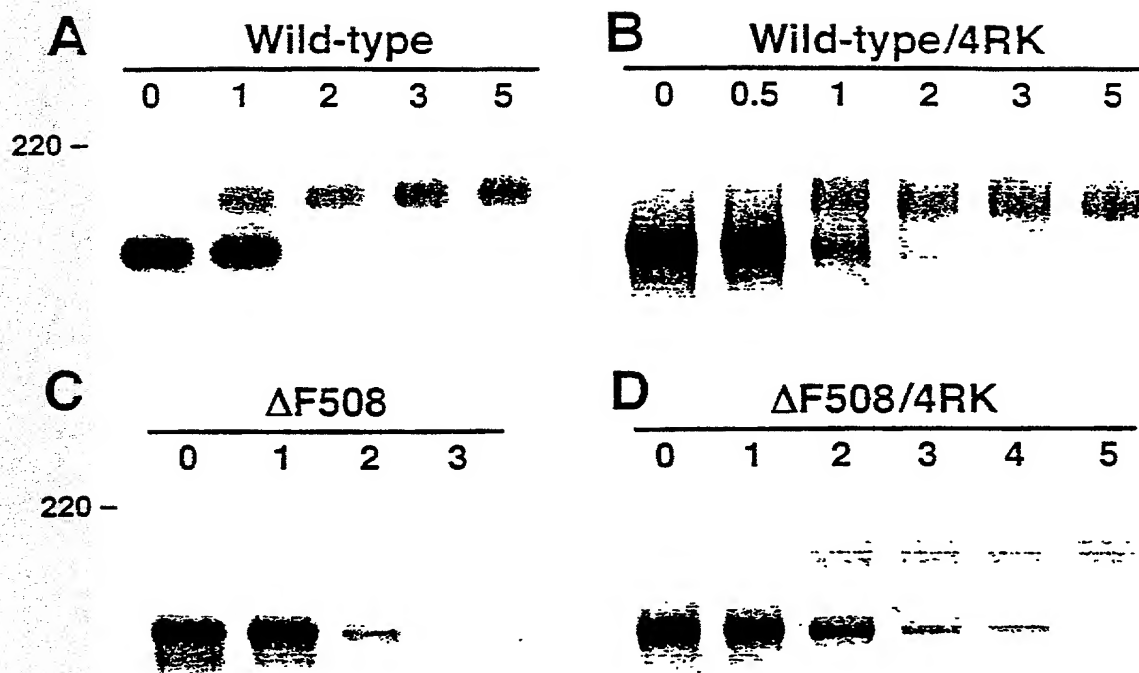 A
Wild-type
0 1 2 3 5
220 –
B
Wild-type/4RK
0 0.5 1 2 3 5
C
ΔF508
0 1 2 3
220 –
D
ΔF508/4RK
0 1 2 3 4 5